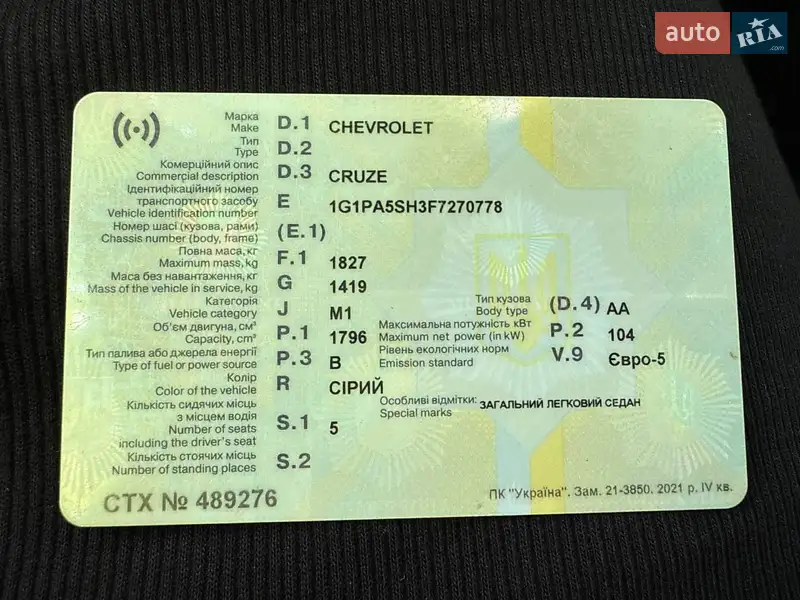 auto RIA .com
Марка
Make D.1 CHEVROLET
Тип
Type D.2
Комерційний опис
Commercial description D.3 CRUZE
Ідентифікаційний номер
транспортного засобу
Vehicle identification number E 1G1PA5SH3F7270778
Номер шасі (кузова, рами)
Chassis number (body, frame) (E.1)
Повна маса, кг
Maximum mass, kg F.1 1827
Маса без навантаження, кг
Mass of the vehicle in service, kg G 1419
Категорія
Vehicle category J M1
Тип кузова
Body type (D.4) AA
Об'єм двигуна, см³
Capacity, cm³ P.1 1796
Максимальна потужність кВт
Maximum net power (in kW) P.2 104
Тип палива або джерела енергії
Type of fuel or power source P.3 B
Рівень екологічних норм
Emission standard V.9 Євро-5
Колір
Color of the vehicle R СІРИЙ
Особливі відмітки: ЗАГАЛЬНИЙ ЛЕГКОВИЙ СЕДАН
Special marks
Кількість сидячих місць
з місцем водія
Number of seats S.1 5
including the driver's seat
Кількість стоячих місць
Number of standing places S.2
СТХ № 489276
ПК "Україна". Зам. 21-3850. 2021 р. IV кв.